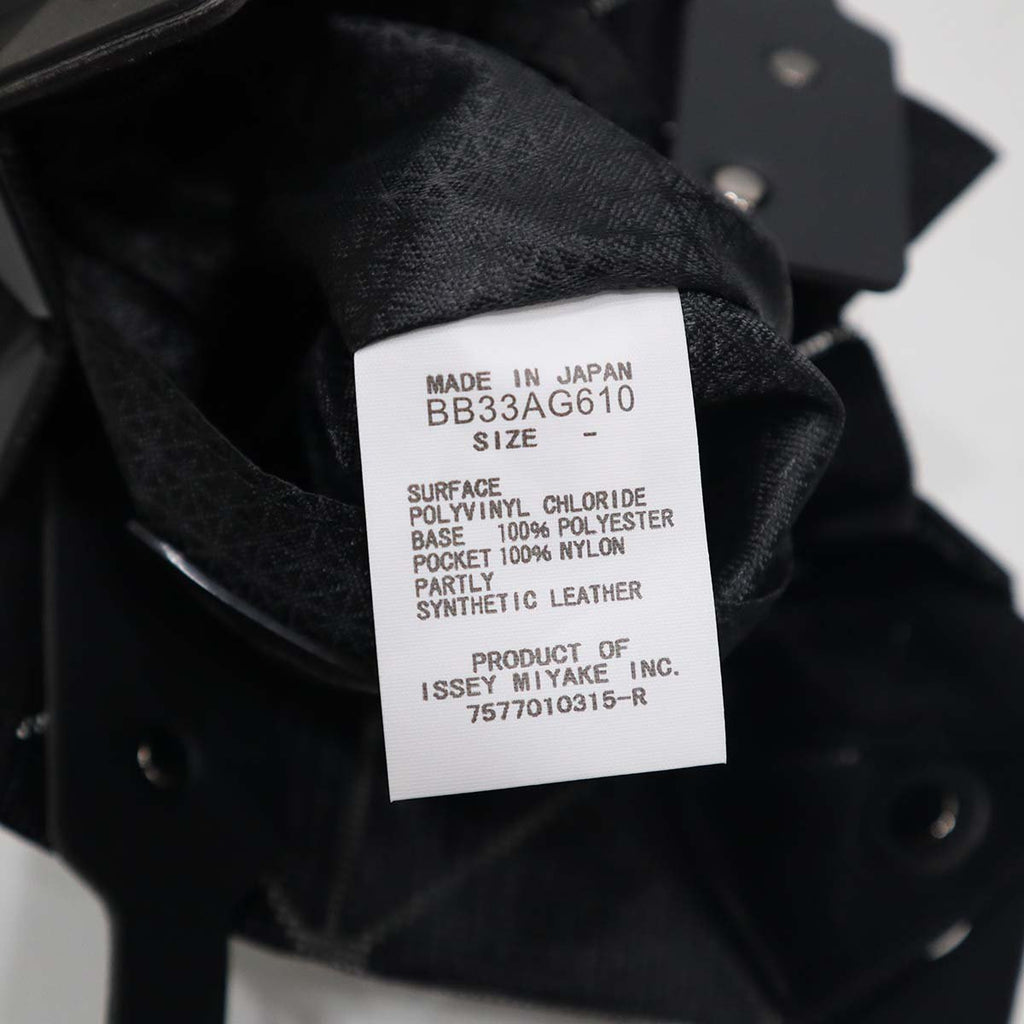 MADE IN JAPAN
BB33AG610
SIZE -
SURFACE
POLYVINYL CHLORIDE
BASE 100% POLYESTER
POCKET 100% NYLON
PARTLY
SYNTHETIC LEATHER
PRODUCT OF
ISSEY MIYAKE INC.
7577010315-R